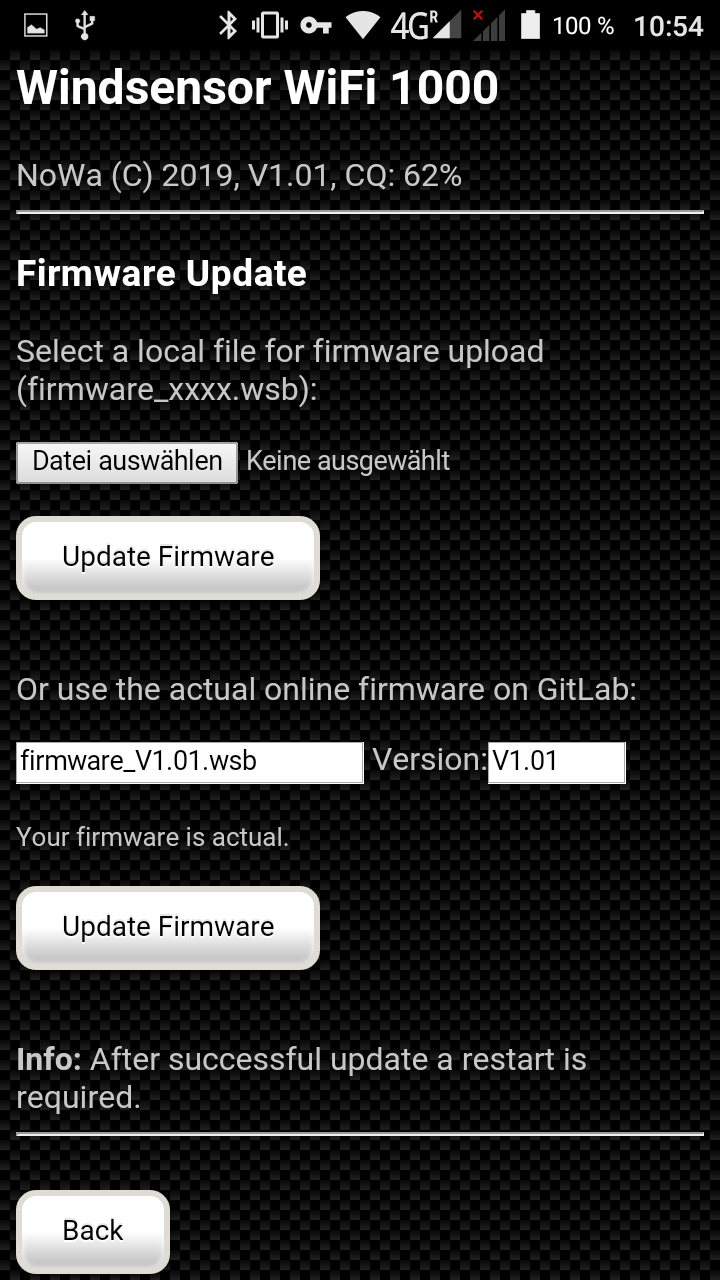 4G R 100 % 10:54
Windsensor WiFi 1000
NoWa (C) 2019, V1.01, CQ: 62%
Firmware Update
Select a local file for firmware upload
(firmware_xxxx.wsb):
Datei auswählen Keine ausgewählt
Update Firmware
Or use the actual online firmware on GitLab:
firmware_V1.01.wsb Version: V1.01
Your firmware is actual.
Update Firmware
Info: After successful update a restart is
required.
Back